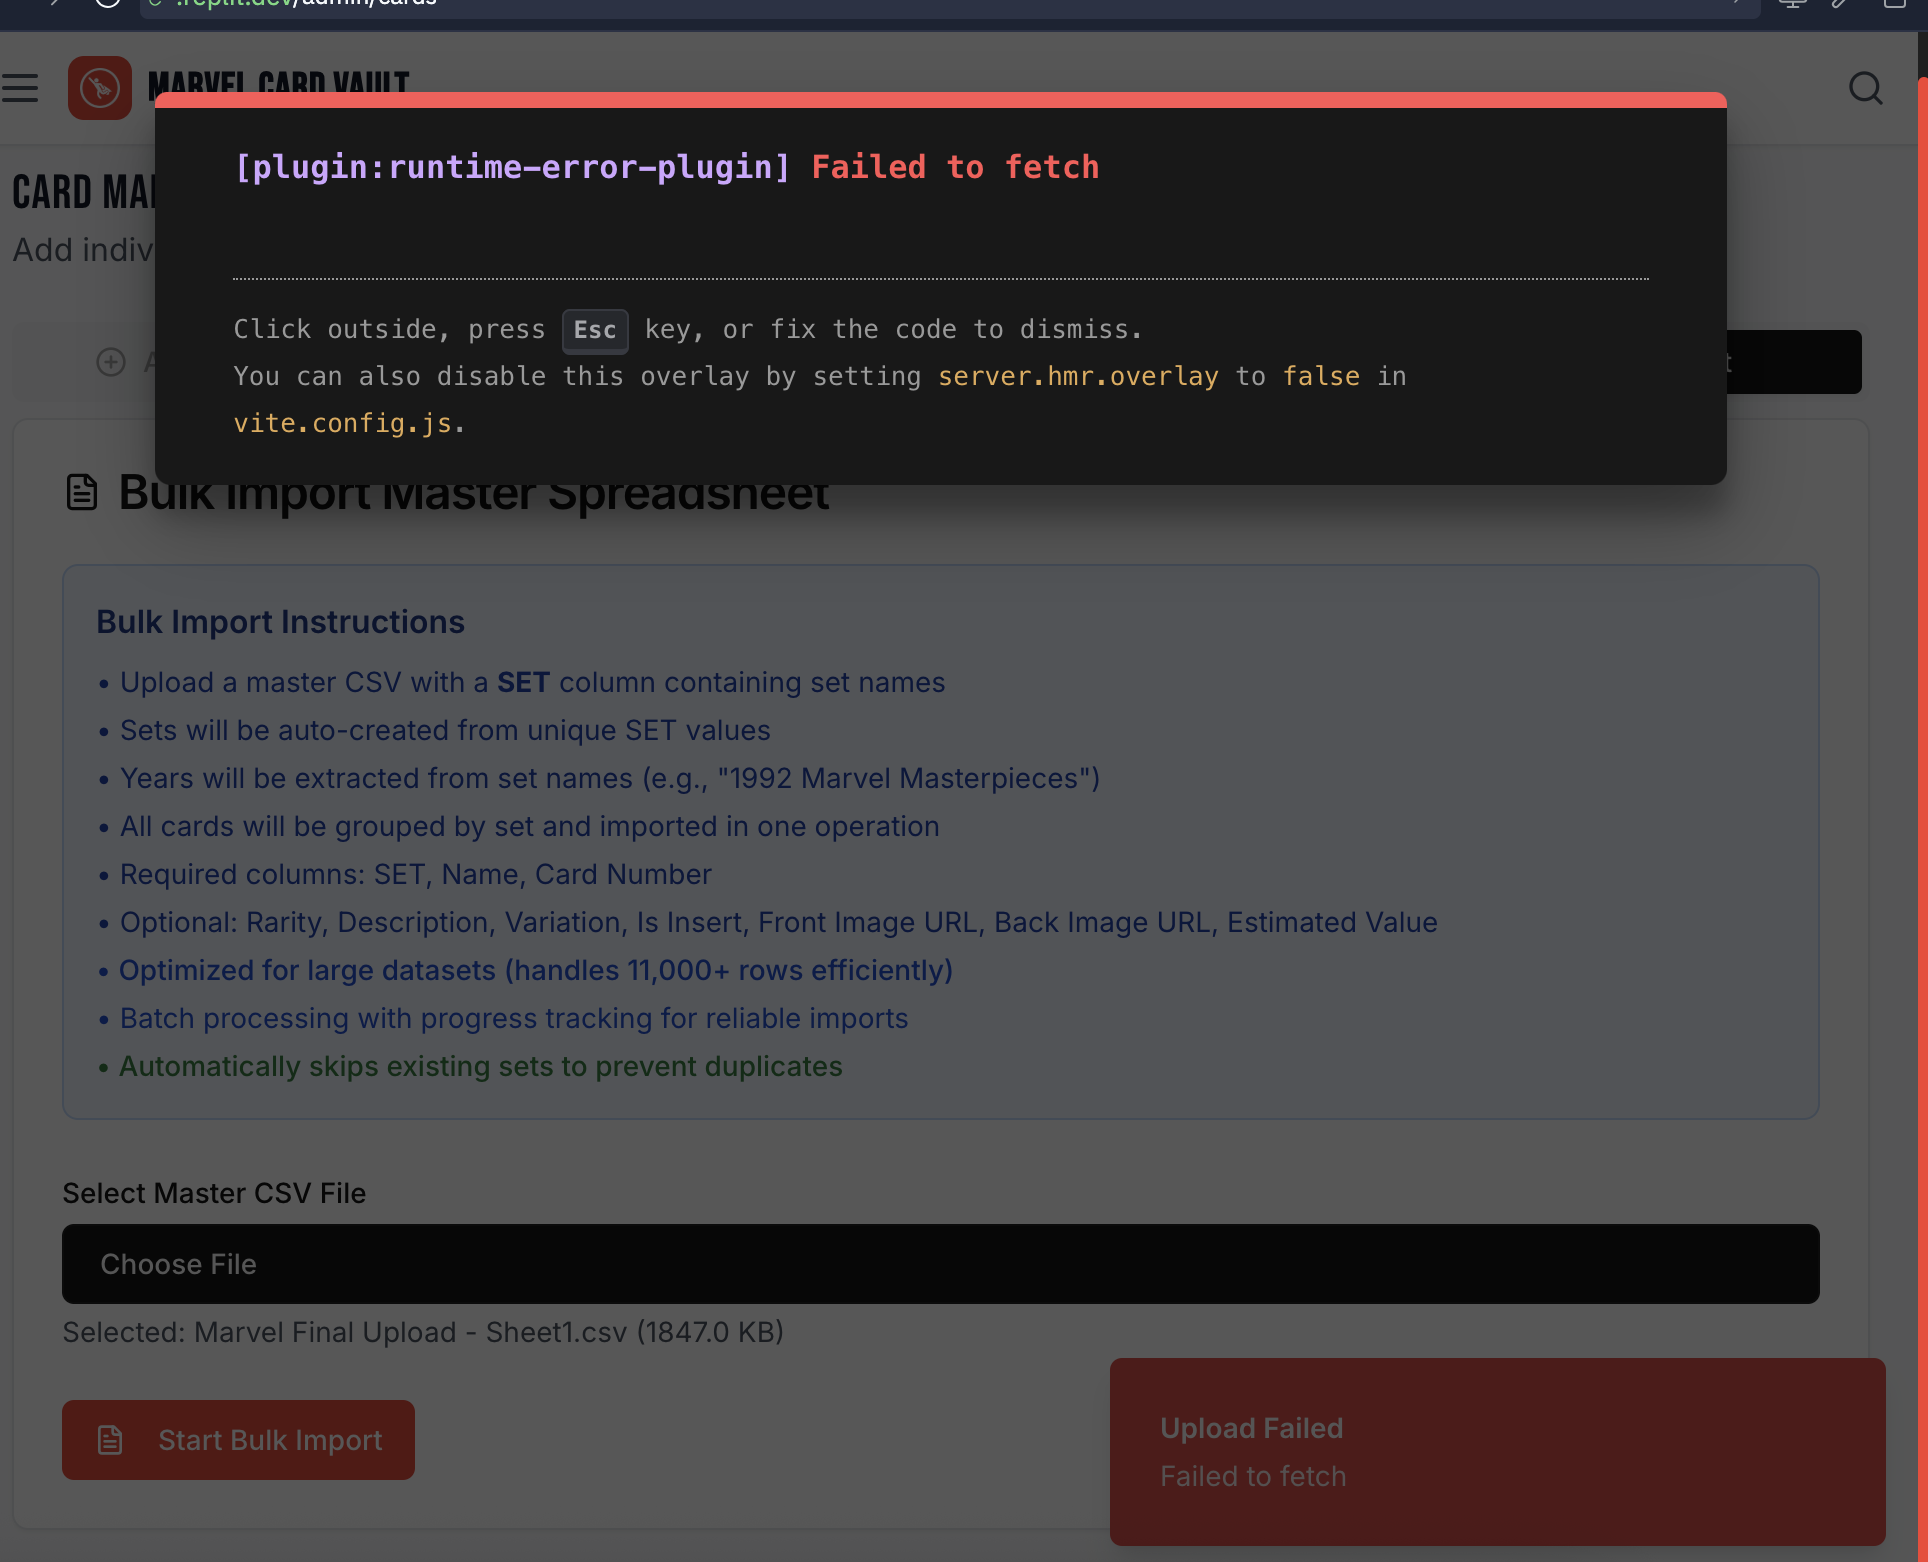 .replit.dev/admin/cards
MARVEL CARD VAULT
[plugin:runtime-error-plugin] Failed to fetch
CARD MA
Add indiv
Click outside, press Esc key, or fix the code to dismiss.
You can also disable this overlay by setting server.hmr.overlay to false in
vite.config.js.
Bulk Import Master Spreadsheet
Bulk Import Instructions
• Upload a master CSV with a SET column containing set names
• Sets will be auto-created from unique SET values
• Years will be extracted from set names (e.g., "1992 Marvel Masterpieces")
• All cards will be grouped by set and imported in one operation
• Required columns: SET, Name, Card Number
• Optional: Rarity, Description, Variation, Is Insert, Front Image URL, Back Image URL, Estimated Value
• Optimized for large datasets (handles 11,000+ rows efficiently)
• Batch processing with progress tracking for reliable imports
• Automatically skips existing sets to prevent duplicates
Select Master CSV File
Choose File
Selected: Marvel Final Upload - Sheet1.csv (1847.0 KB)
Start Bulk Import
Upload Failed
Failed to fetch